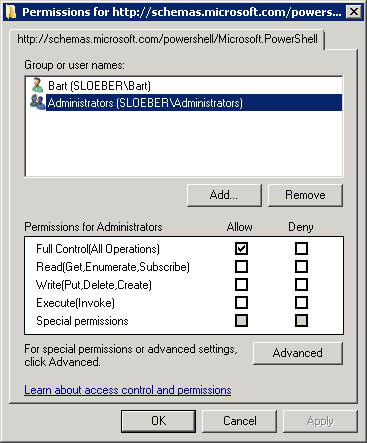 Permissions for http://schemas.microsoft.com/powers...
http://schemas.microsoft.com/powershell/Microsoft.PowerShell
Group or user names:
Bart (SLOEBER\Bart)
Administrators (SLOEBER\Administrators)
Add...
Remove
Permissions for Administrators
Allow
Deny
Full Control(All Operations)
Read(Get,Enumerate,Subscribe)
Write(Put,Delete,Create)
Execute(Invoke)
Special permissions
For special permissions or advanced settings,
click Advanced.
Advanced
Learn about access control and permissions
OK
Cancel
Apply